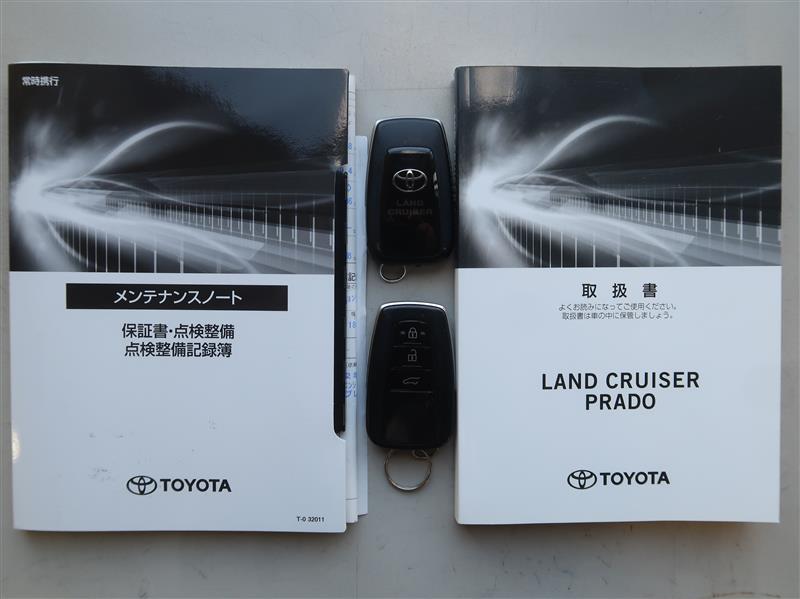 常時携行
メンテナンスノート
保証書・点検整備
点検整備記録簿
TOYOTA
T-0 32011
LAND
CRUISER
取扱書
よくお読みになってご使用ください。
取扱書は車の中に保管しましょう。
LAND CRUISER
PRADO
TOYOTA